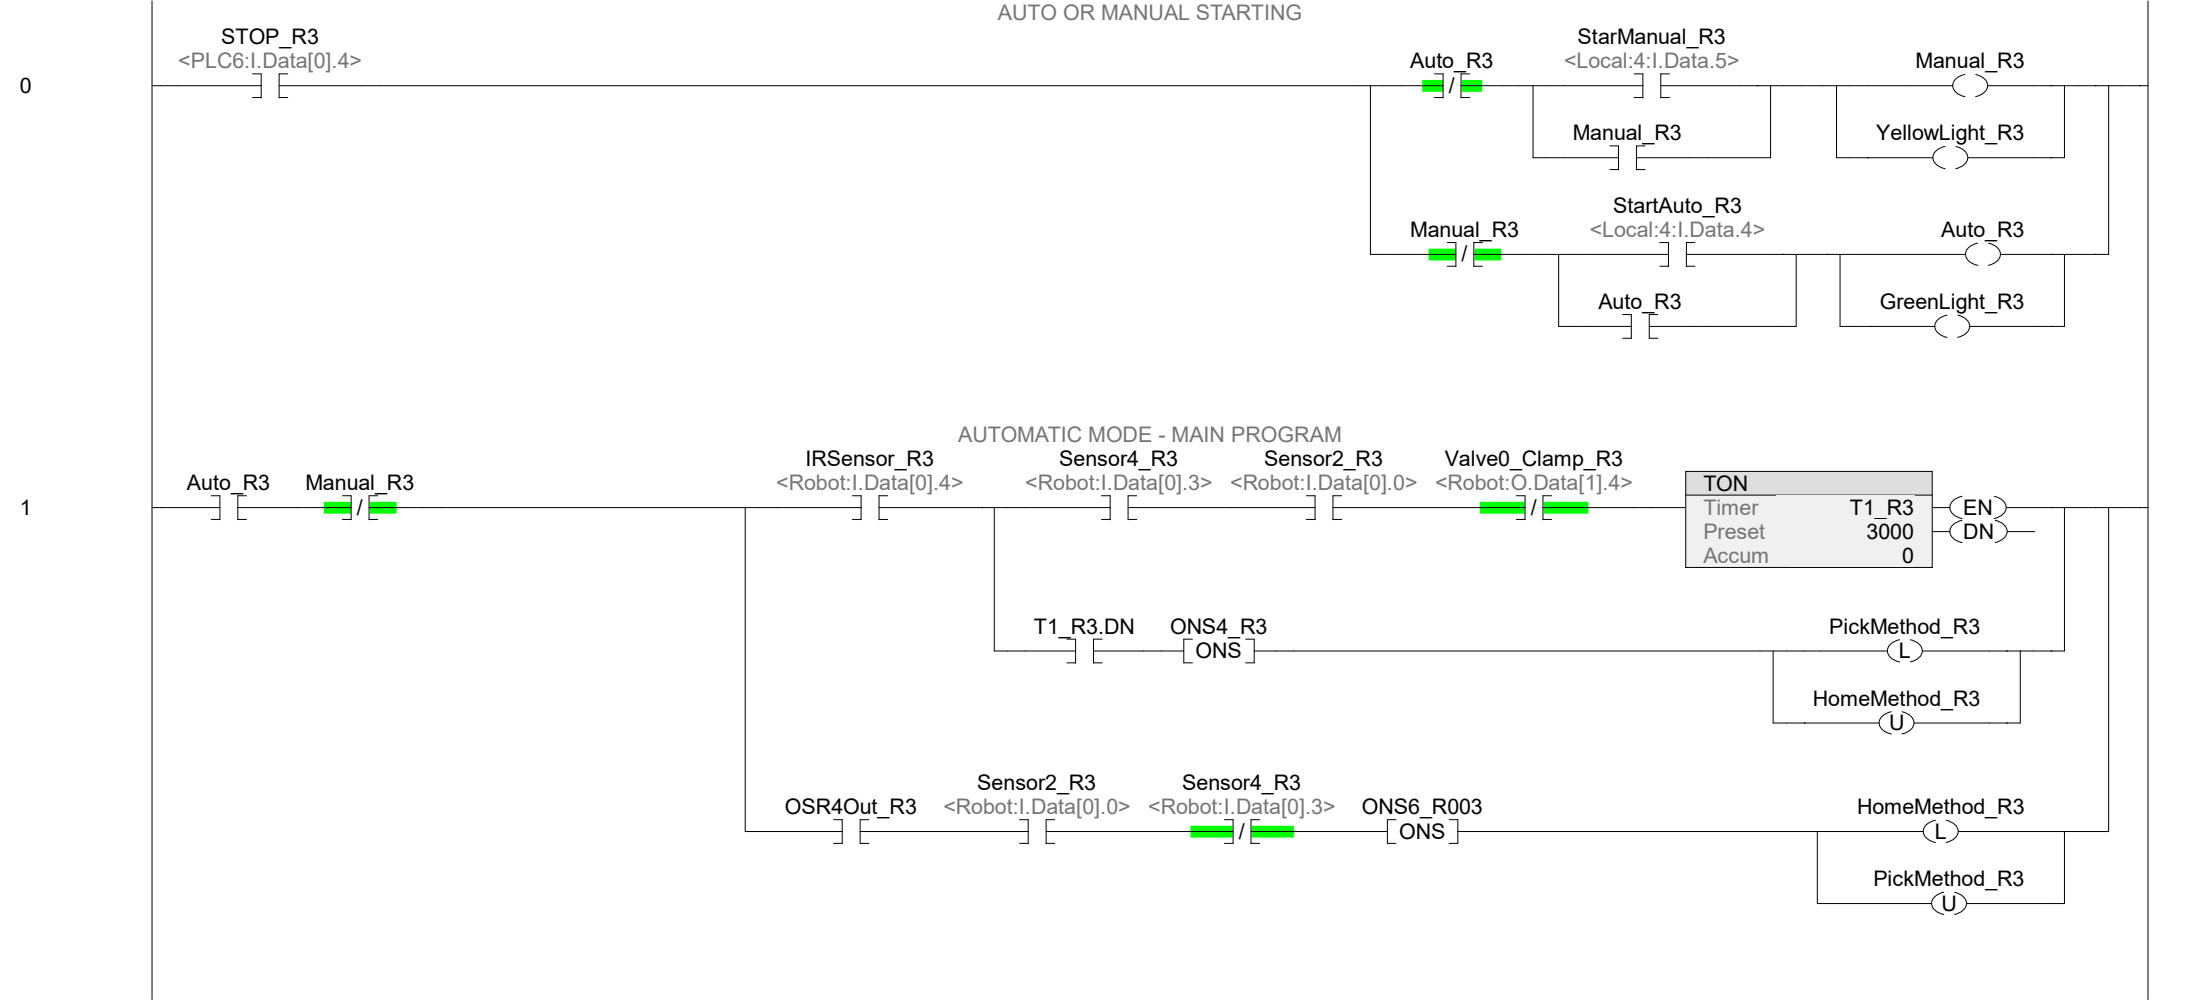 AUTO OR MANUAL STARTING
STOP_R3
<PLC6:I.Data[0].4>
0
Auto_R3
/
StarManual_R3
<Local:4:I.Data.5>
Manual_R3
Manual_R3
YellowLight_R3
Manual_R3
/
StartAuto_R3
<Local:4:I.Data.4>
Auto_R3
Auto_R3
GreenLight_R3
AUTOMATIC MODE - MAIN PROGRAM
1
Auto_R3
Manual_R3
/
IRSensor_R3
<Robot:I.Data[0].4>
Sensor4_R3
<Robot:I.Data[0].3>
Sensor2_R3
<Robot:I.Data[0].0>
Valve0_Clamp_R3
<Robot:O.Data[1].4>
/
TON
Timer T1_R3
Preset 3000
Accum 0
EN
DN
T1_R3.DN
ONS4_R3
ONS
PickMethod_R3
L
HomeMethod_R3
U
OSR4Out_R3
Sensor2_R3
<Robot:I.Data[0].0>
Sensor4_R3
<Robot:I.Data[0].3>
/
ONS6_R003
ONS
HomeMethod_R3
L
PickMethod_R3
U